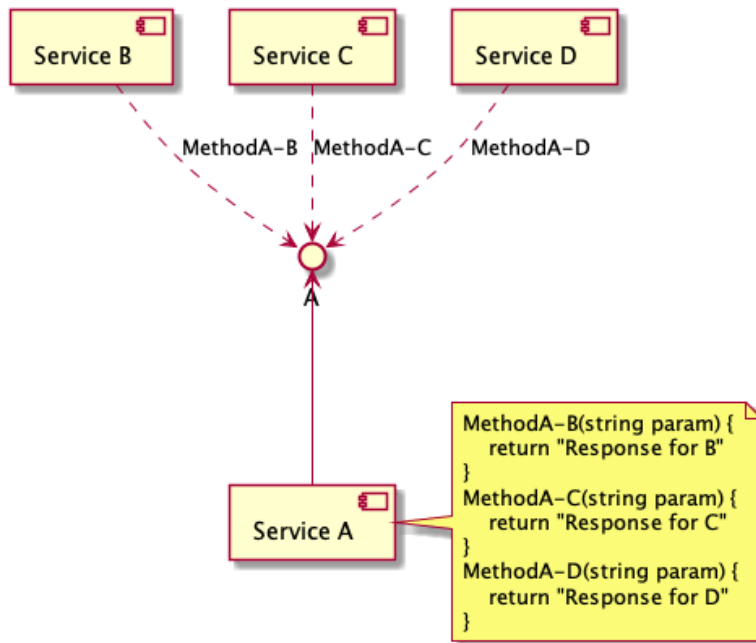 Service B
Service C
Service D
MethodA-B
MethodA-C
MethodA-D
A
MethodA-B(string param) {
return "Response for B"
}
MethodA-C(string param) {
return "Response for C"
}
MethodA-D(string param) {
return "Response for D"
}
Service A